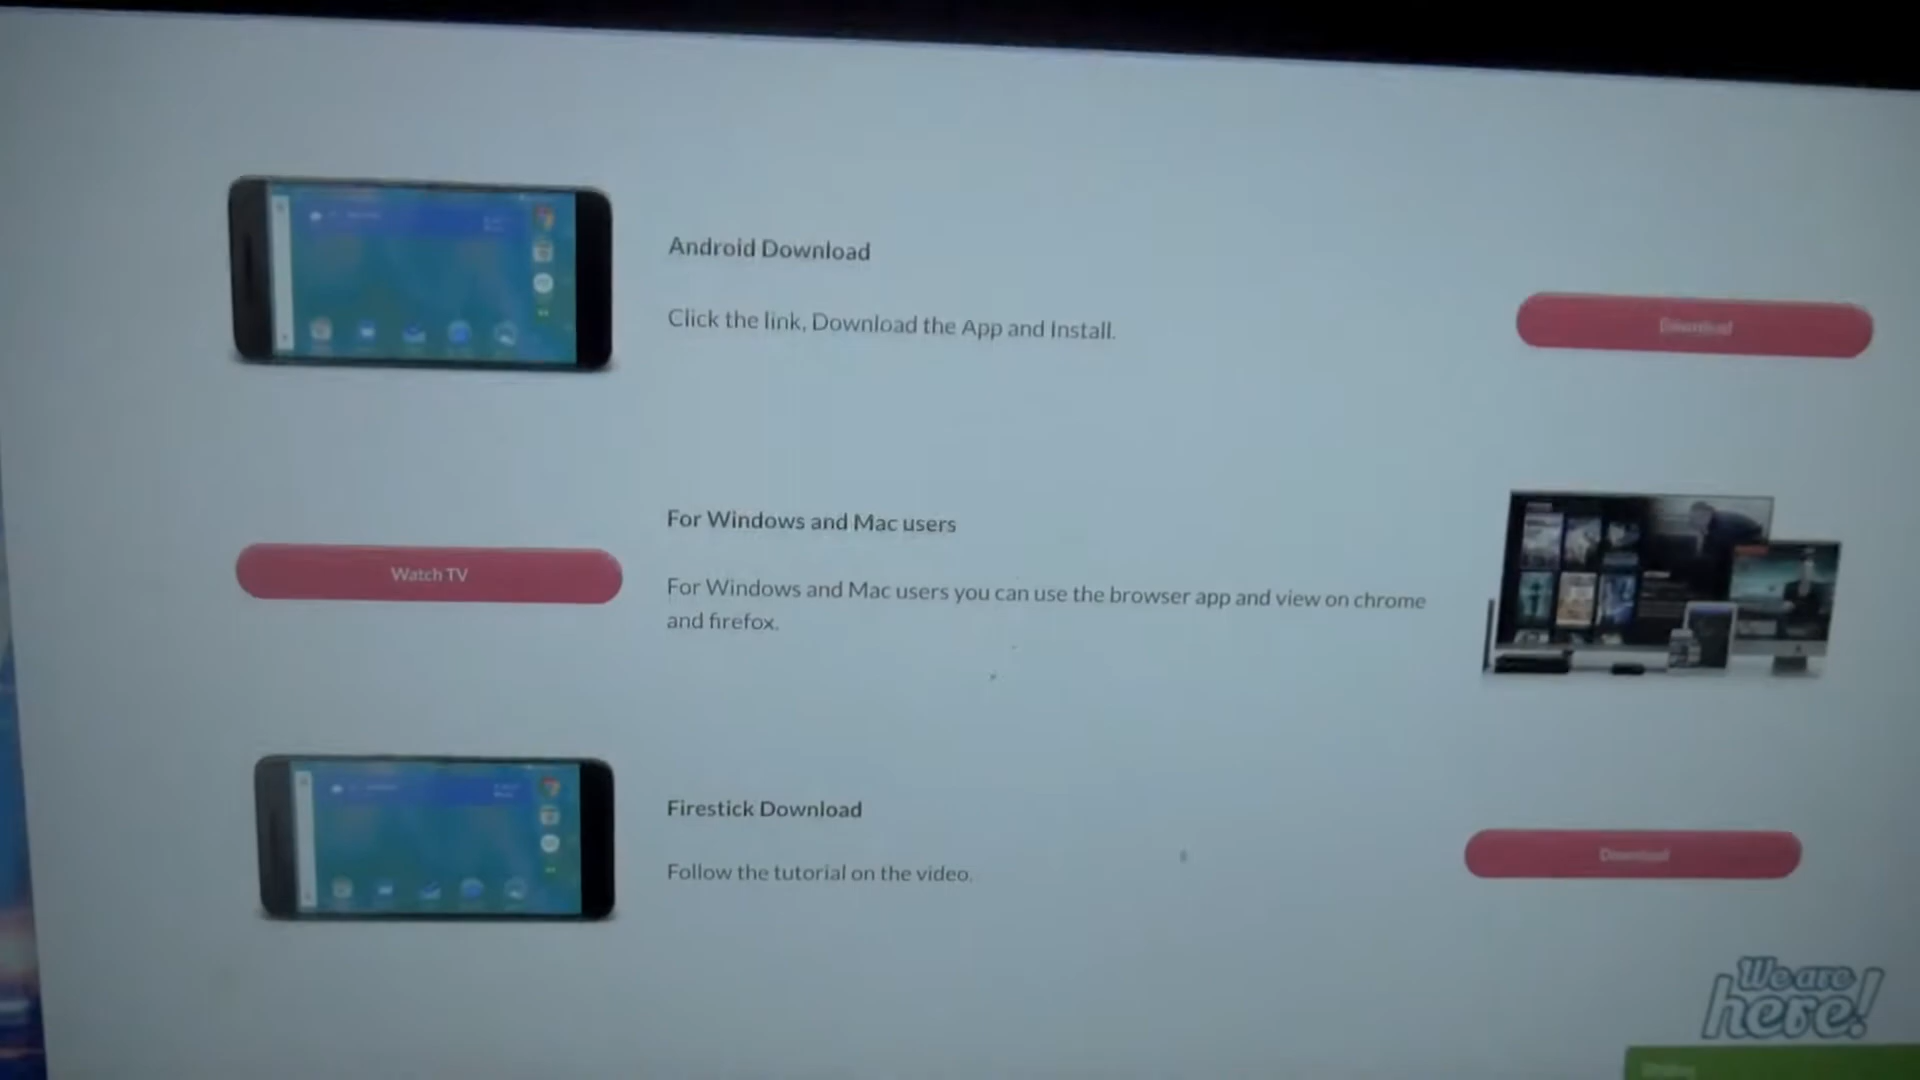 Android Download
Click the link, Download the App and Install.
Download
For Windows and Mac users
Watch TV
For Windows and Mac users you can use the browser app and view on chrome
and firefox.
Firestick Download
Download
Follow the tutorial on the video.
We are
here!